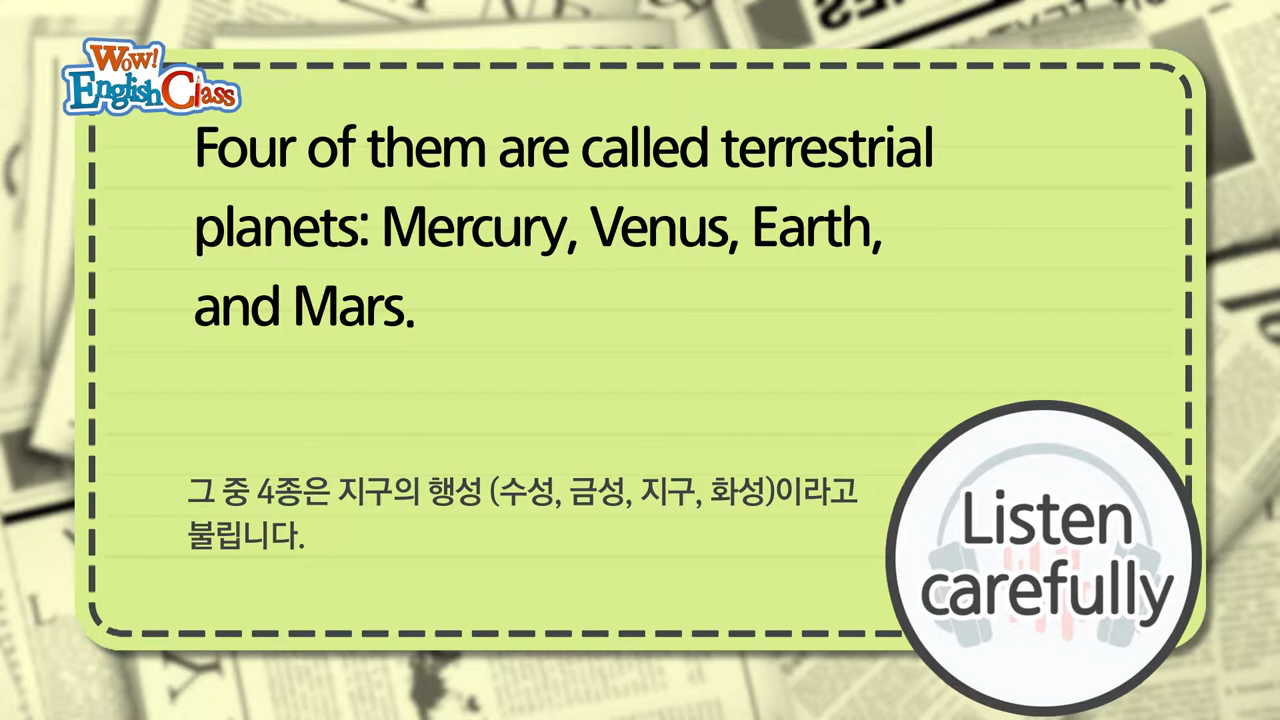 Wow!
English Class
Four of them are called terrestrial
planets: Mercury, Venus, Earth,
and Mars.
그 중 4종은 지구의 행성 (수성, 금성, 지구, 화성)이라고
불립니다.
Listen
carefully